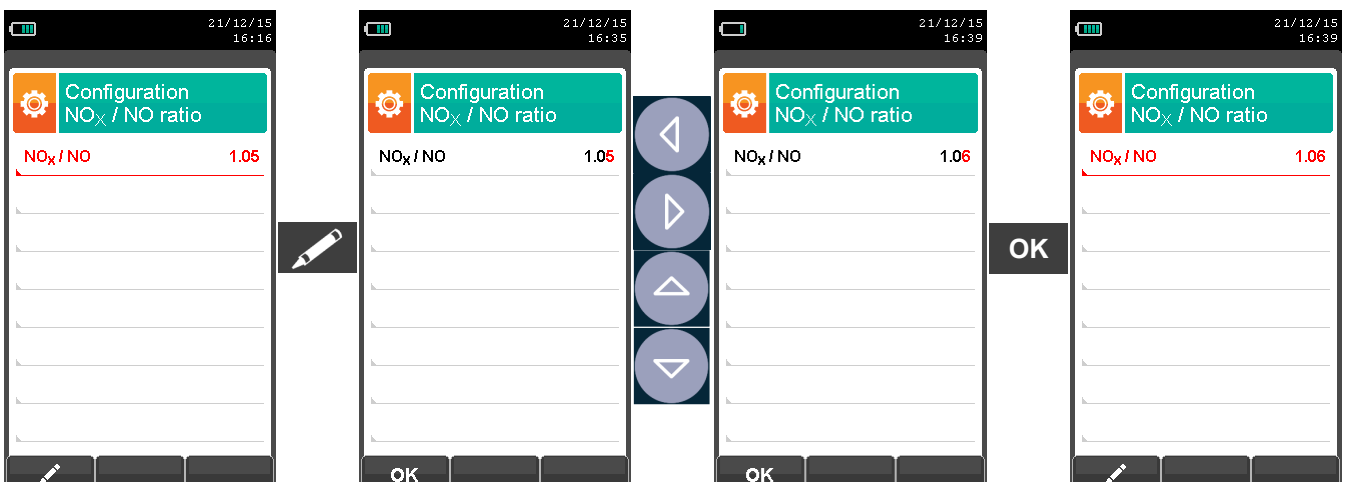 21/12/15
16:16
Configuration
NOX / NO ratio
NOX / NO 1.05
21/12/15
16:35
Configuration
NOX / NO ratio
NOX / NO 1.05
OK
21/12/15
16:39
Configuration
NOX / NO ratio
NOX / NO 1.06
OK
OK
21/12/15
16:39
Configuration
NOX / NO ratio
NOX / NO 1.06